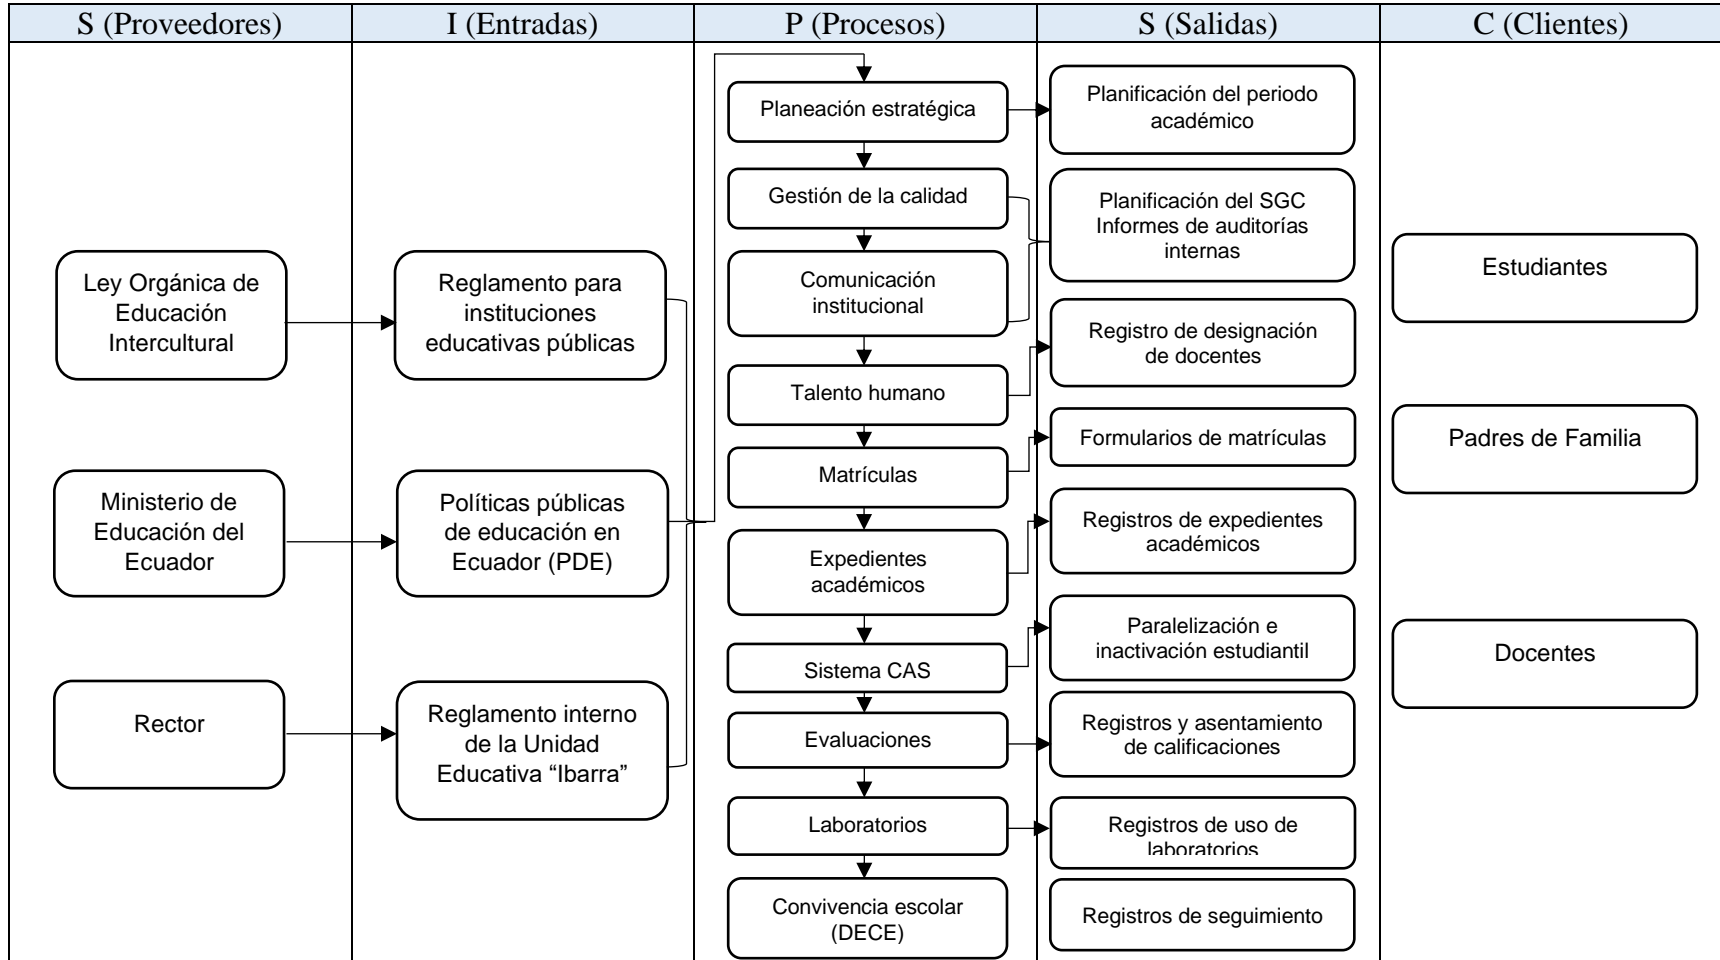 S (Proveedores)
I (Entradas)
P (Procesos)
S (Salidas)
C (Clientes)
Ley Orgánica de
Educación
Intercultural
Ministerio de
Educación del
Ecuador
Rector
Reglamento para
instituciones
educativas públicas
Políticas públicas
de educación en
Ecuador (PDE)
Reglamento interno
de la Unidad
Educativa “Ibarra”
Planeación estratégica
Gestión de la calidad
Comunicación
institucional
Talento humano
Matrículas
Expedientes
académicos
Sistema CAS
Evaluaciones
Laboratorios
Convivencia escolar
(DECE)
Planificación del periodo
académico
Planificación del SGC
Informes de auditorías
internas
Registro de designación
de docentes
Formularios de matrículas
Registros de expedientes
académicos
Paralelización e
inactivación estudiantil
Registros y asentamiento
de calificaciones
Registros de uso de
laboratorios
Registros de seguimiento
Estudiantes
Padres de Familia
Docentes